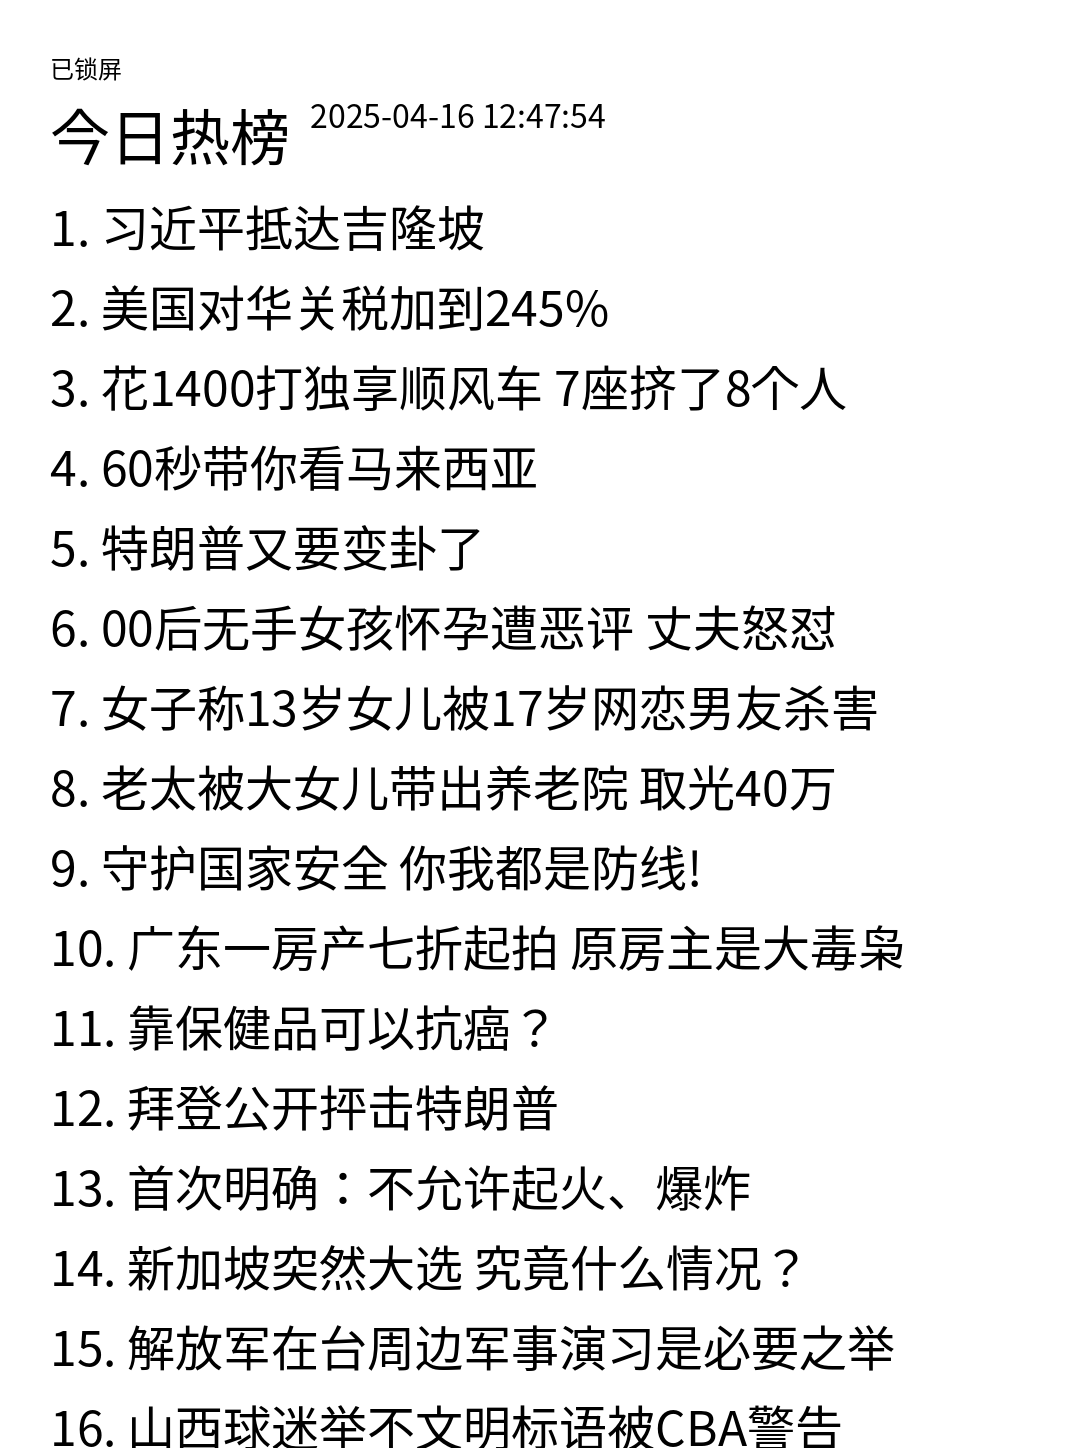 已锁屏
今日热榜 2025-04-16 12:47:54
1. 习近平抵达吉隆坡
2. 美国对华关税加到245%
3. 花1400打独享顺风车 7座挤了8个人
4. 60秒带你看马来西亚
5. 特朗普又要变卦了
6. 00后无手女孩怀孕遭恶评 丈夫怒怼
7. 女子称13岁女儿被17岁网恋男友杀害
8. 老太被大女儿带出养老院 取光40万
9. 守护国家安全 你我都是防线!
10. 广东一房产七折起拍 原房主是大毒枭
11. 靠保健品可以抗癌？
12. 拜登公开抨击特朗普
13. 首次明确：不允许起火、爆炸
14. 新加坡突然大选 究竟什么情况？
15. 解放军在台周边军事演习是必要之举
16. 山西球迷举不文明标语被CBA警告